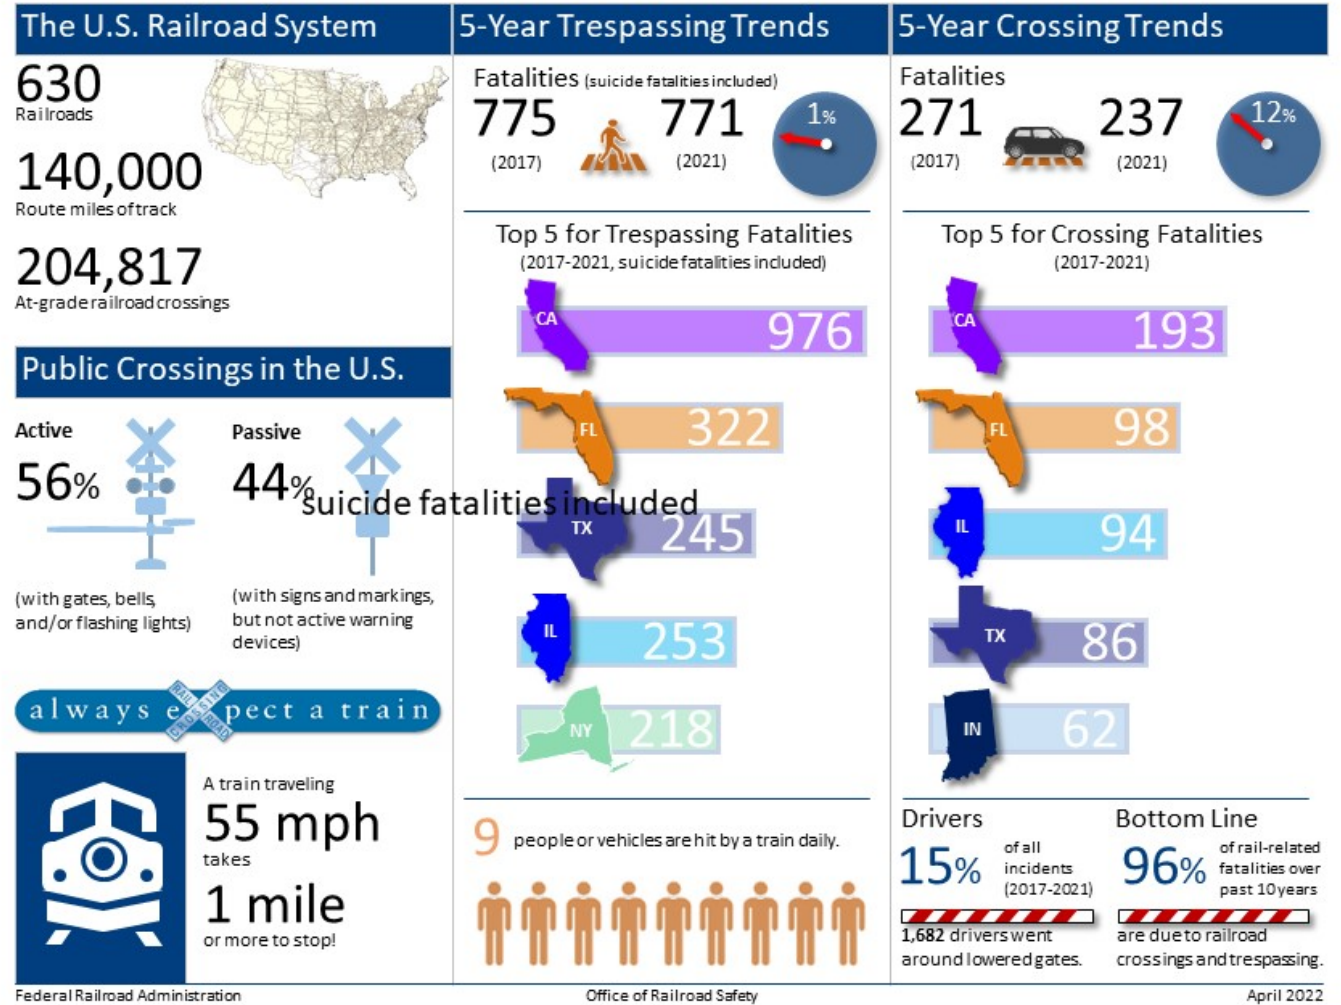 The U.S. Railroad System
630
Railroads
140,000
Route miles of track
204,817
At-grade railroad crossings
Public Crossings in the U.S.
Active
56%
(with gates, bells,
and/or flashing lights)
Passive
44%
(with signs and markings,
but not active warning
devices)
suicide fatalities included
always expect a train
RAIL ROAD
CROSSING
A train traveling
55 mph
takes
1 mile
or more to stop!
5-Year Trespassing Trends
Fatalities (suicide fatalities included)
775
(2017)
771
(2021)
1%
Top 5 for Trespassing Fatalities
(2017-2021, suicide fatalities included)
CA 976
FL 322
TX 245
IL 253
NY 218
9 people or vehicles are hit by a train daily.
5-Year Crossing Trends
Fatalities
271
(2017)
237
(2021)
12%
Top 5 for Crossing Fatalities
(2017-2021)
CA 193
FL 98
IL 94
TX 86
IN 62
Drivers
15% of all
incidents
(2017-2021)
1,682 drivers went
around lowered gates.
Bottom Line
96% of rail-related
fatalities over
past 10 years
are due to railroad
crossings and trespassing.
Federal Railroad Administration
Office of Railroad Safety
April 2022